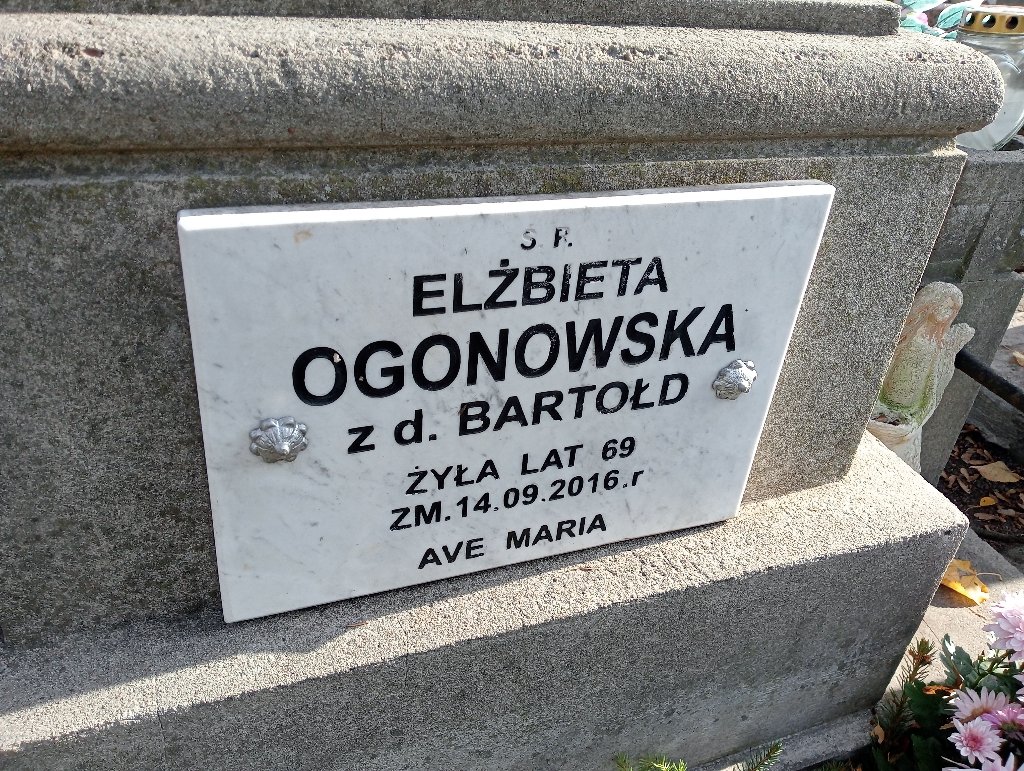 Ś P.
ELŻBIETA
OGONOWSKA
z d. BARTOŁD
ŻYŁA LAT 69
ZM.14.09.2016.r
AVE MARIA